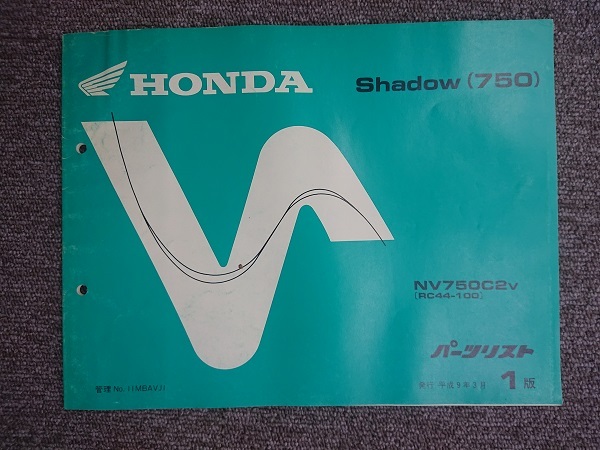 HONDA
Shadow (750)
NV750C2V
(RC44-100)
パーツリスト
管理 No. 11MBAVJ1
発行 平成9年3月 1版